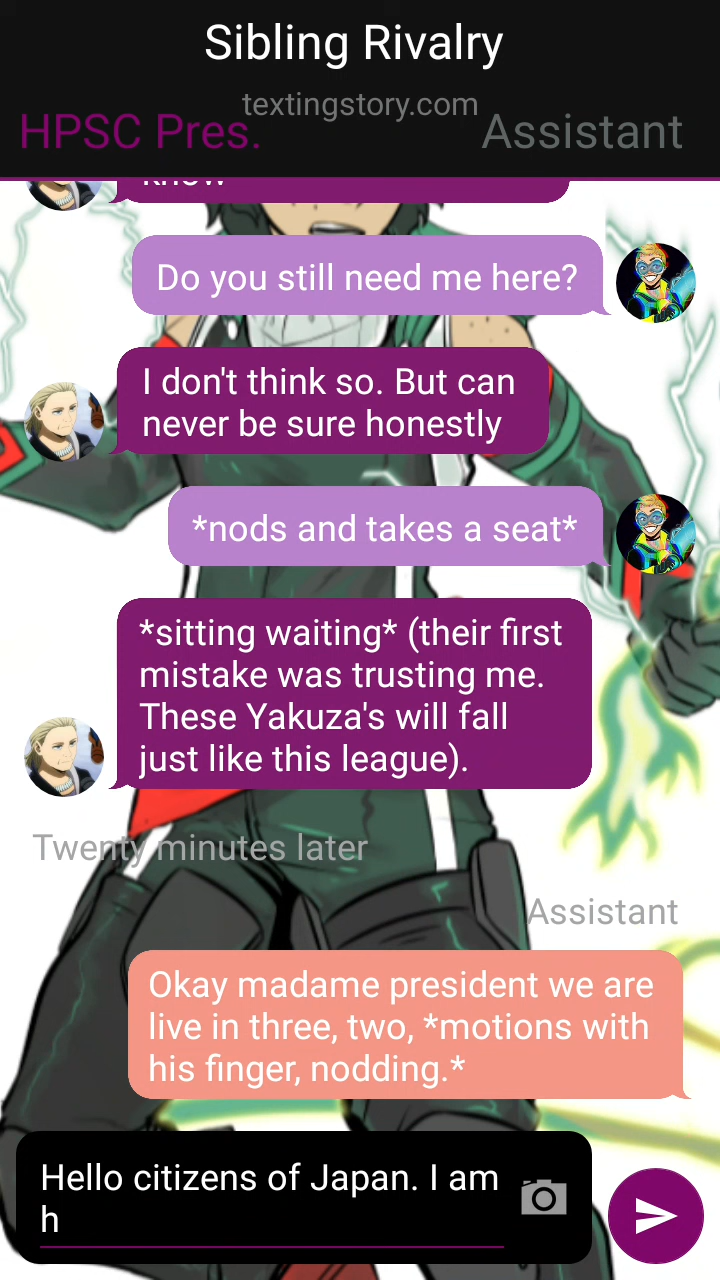 Sibling Rivalry
textingstory.com
HPSC Pres.
Assistant
know
Do you still need me here?
I don't think so. But can
never be sure honestly
*nods and takes a seat*
*sitting waiting* (their first
mistake was trusting me.
These Yakuza's will fall
just like this league).
Twenty minutes later
Assistant
Okay madame president we are
live in three, two, *motions with
his finger, nodding.*
Hello citizens of Japan. I am
h